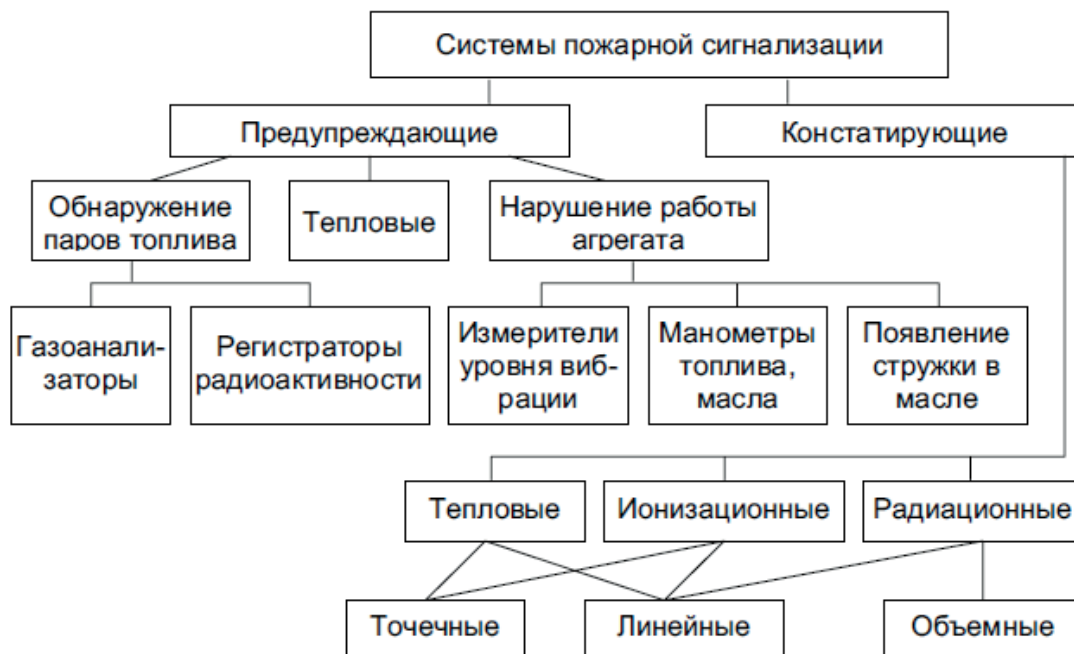 Системы пожарной сигнализации
Предупреждающие
Констатирующие
Обнаружение
паров топлива
Тепловые
Нарушение работы
агрегата
Газоанали-
заторы
Регистраторы
радиоактивности
Измерители
уровня виб-
рации
Манометры
топлива,
масла
Появление
стружки в
масле
Тепловые
Ионизационные
Радиационные
Точечные
Линейные
Объемные